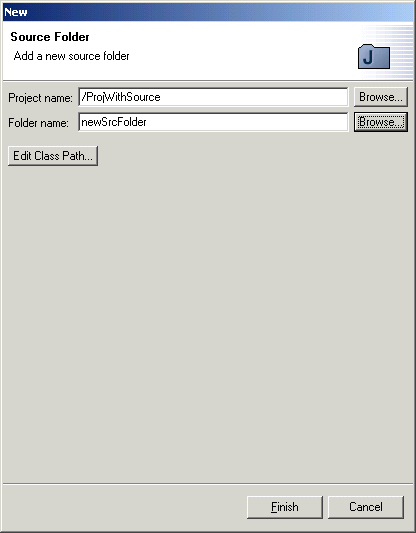 New
Source Folder
Add a new source folder
J
Project name: /ProjWithSource Browse...
Folder name: newSrcFolder Browse...
Edit Class Path...
Finish Cancel